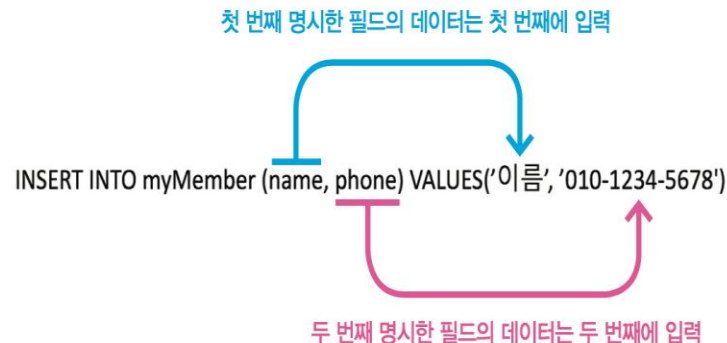 첫 번째 명시한 필드의 데이터는 첫 번째에 입력
INSERT INTO myMember (name, phone) VALUES('이름', '010-1234-5678')
두 번째 명시한 필드의 데이터는 두 번째에 입력